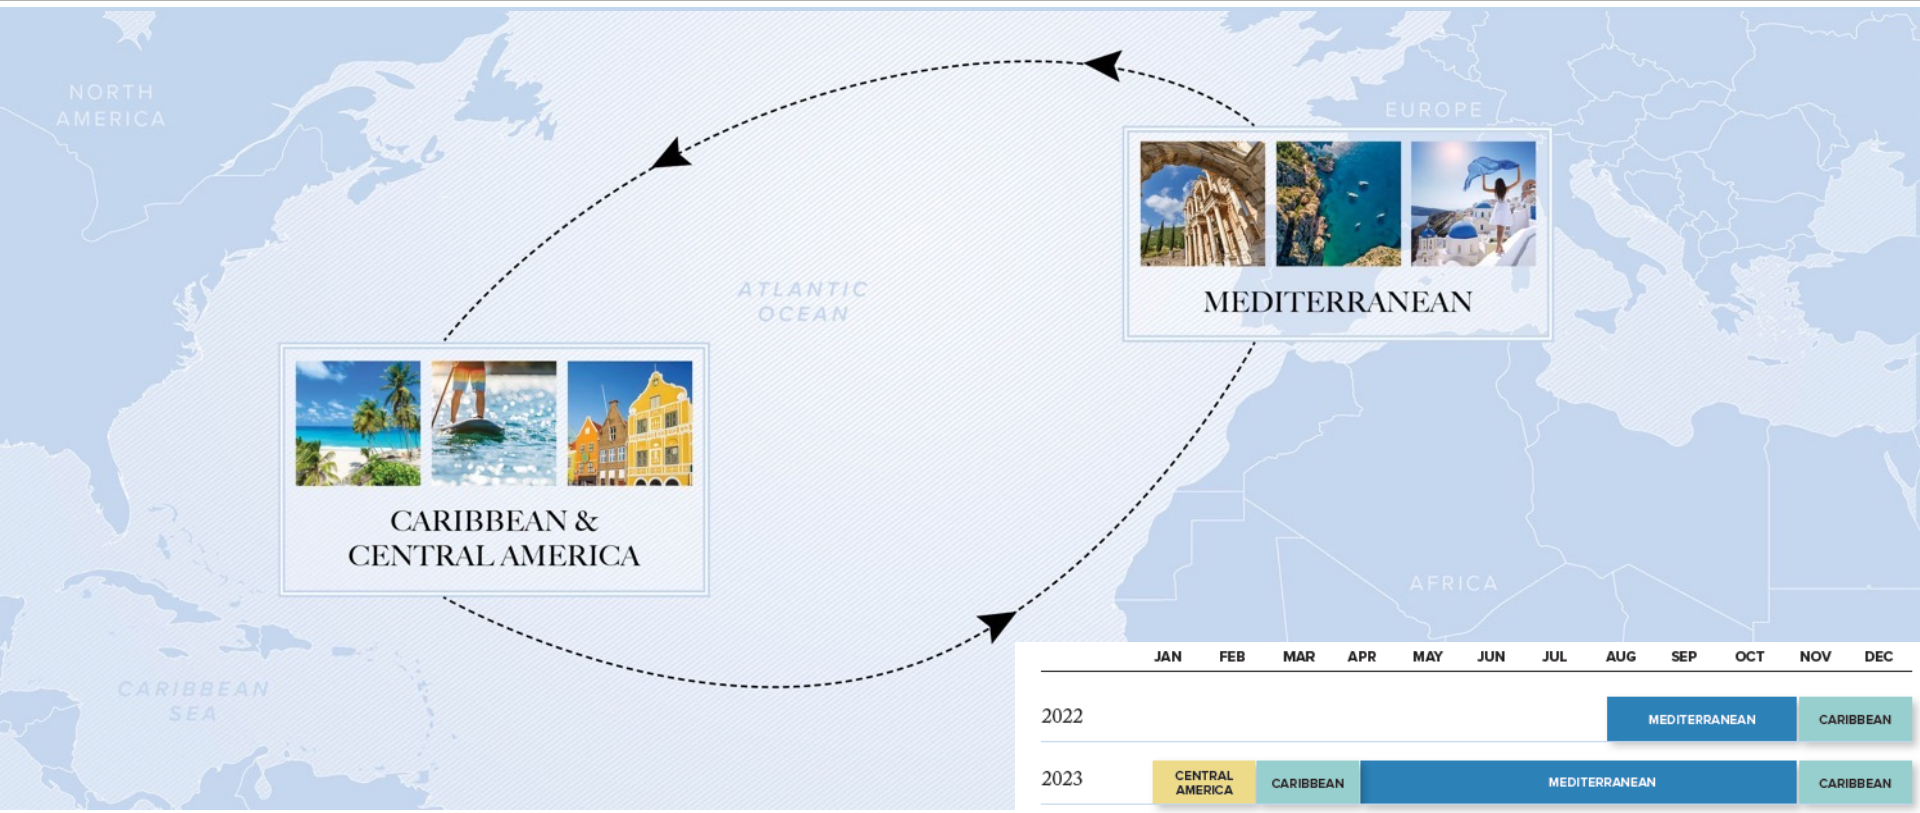 NORTH
AMERICA
EUROPE
MEDITERRANEAN
ATLANTIC
OCEAN
CARIBBEAN &
CENTRAL AMERICA
AFRICA
CARIBBEAN
SEA
JAN FEB MAR APR MAY JUN JUL AUG SEP OCT NOV DEC
2022 MEDITERRANEAN CARIBBEAN
2023 CENTRAL AMERICA CARIBBEAN MEDITERRANEAN CARIBBEAN